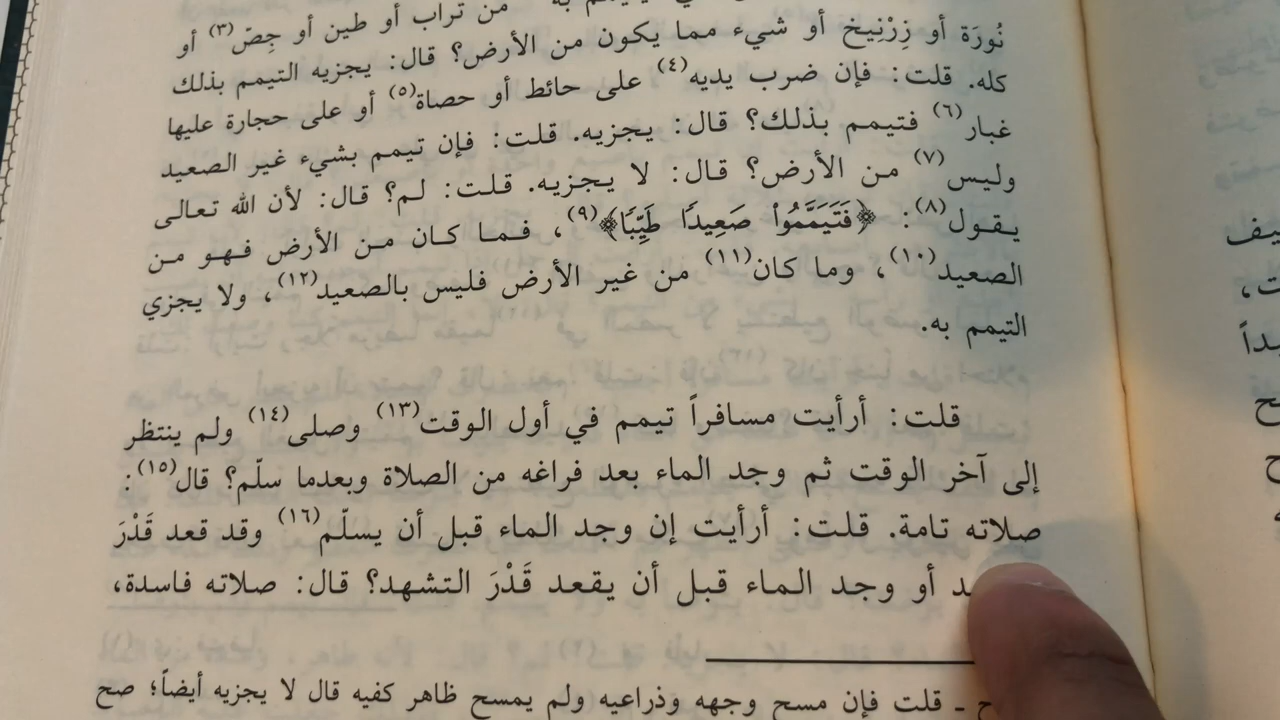 من تراب أو طين أو جِصّ(٣) أو
نُورَة أو زِرْنِيخ أو شيء مما يكون من الأرض؟ قال: يجزيه التيمم بذلك
كله. قلت: فإن ضرب يديه(٤) على حائط أو حصاة(٥) أو على حجارة عليها
غبار(٦) فتيمم بذلك؟ قال: يجزيه. قلت: فإن تيمم بشيء غير الصعيد
وليس(٧) من الأرض؟ قال: لا يجزيه. قلت: لم؟ قال: لأن الله تعالى
يقول(٨): ﴿فَتَيَمَّمُواْ صَعِيدًا طَيِّبًا﴾(٩)، فما كان من الأرض فهو من
الصعيد(١٠)، وما كان(١١) من غير الأرض فليس بالصعيد(١٢)، ولا يجزي
التيمم به.
قلت: أرأيت مسافراً تيمم في أول الوقت(١٣) وصلى(١٤) ولم ينتظر
إلى آخر الوقت ثم وجد الماء بعد فراغه من الصلاة وبعدما سلّم؟ قال(١٥):
صلاته تامة. قلت: أرأيت إن وجد الماء قبل أن يسلّم(١٦) وقد قعد قَدْرَ
أو وجد الماء قبل أن يقعد قَدْرَ التشهد؟ قال: صلاته فاسدة،
ح ـ قلت فإن مسح وجهه وذراعيه ولم يمسح ظاهر كفيه قال لا يجزيه أيضاً؛ صح